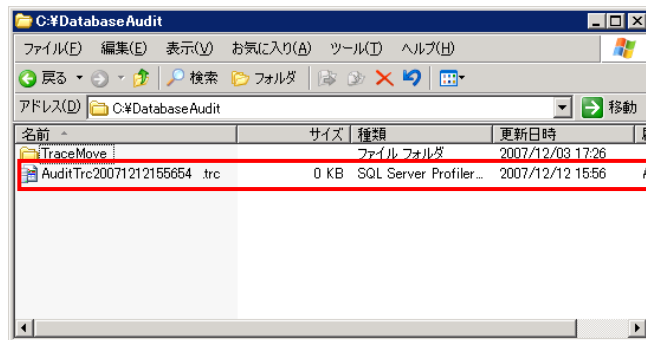 C:¥DatabaseAudit
ファイル(F) 編集(E) 表示(V) お気に入り(A) ツール(T) ヘルプ(H)
戻る 検索 フォルダ
アドレス(D) C:¥DatabaseAudit 移動
名前 サイズ 種類 更新日時
TraceMove ファイル フォルダ 2007/12/03 17:26
AuditTrc20071212155654 .trc 0 KB SQL Server Profiler... 2007/12/12 15:56